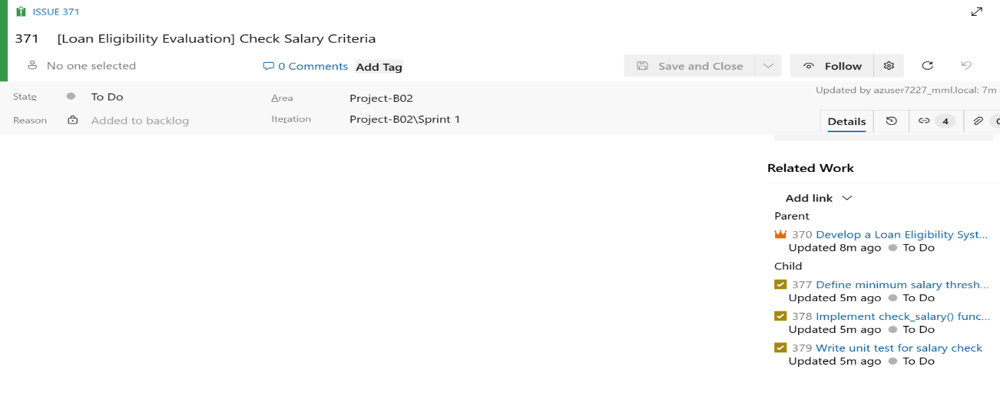 ISSUE 371
371 [Loan Eligibility Evaluation] Check Salary Criteria
No one selected 0 Comments Add Tag Save and Close Follow
State To Do Area Project-B02 Updated by azuser7227_mml.local: 7m
Reason Added to backlog Iteration Project-B02\Sprint 1
Details 4
Related Work
Add link
Parent
370 Develop a Loan Eligibility Syst...
Updated 8m ago To Do
Child
377 Define minimum salary thresh...
Updated 5m ago To Do
378 Implement check_salary() func...
Updated 5m ago To Do
379 Write unit test for salary check
Updated 5m ago To Do